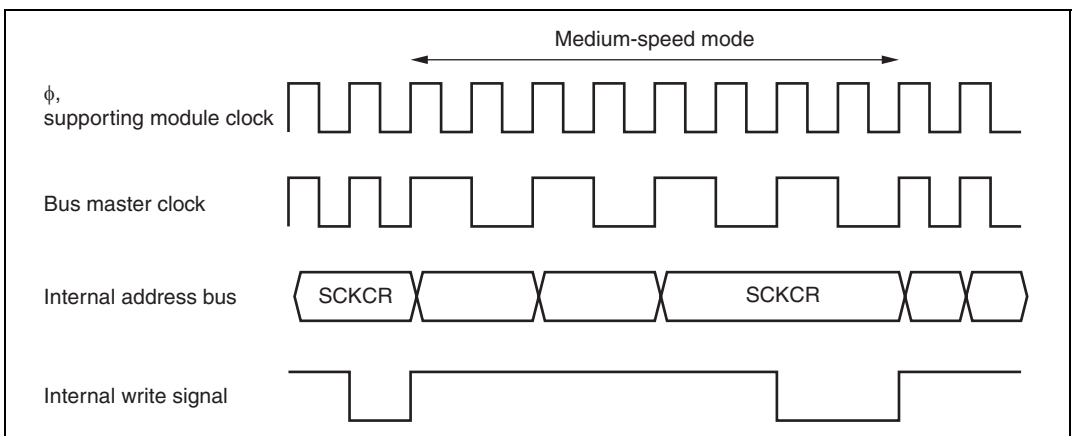 Medium-speed mode
ϕ,
supporting module clock
Bus master clock
Internal address bus
SCKCR
SCKCR
Internal write signal